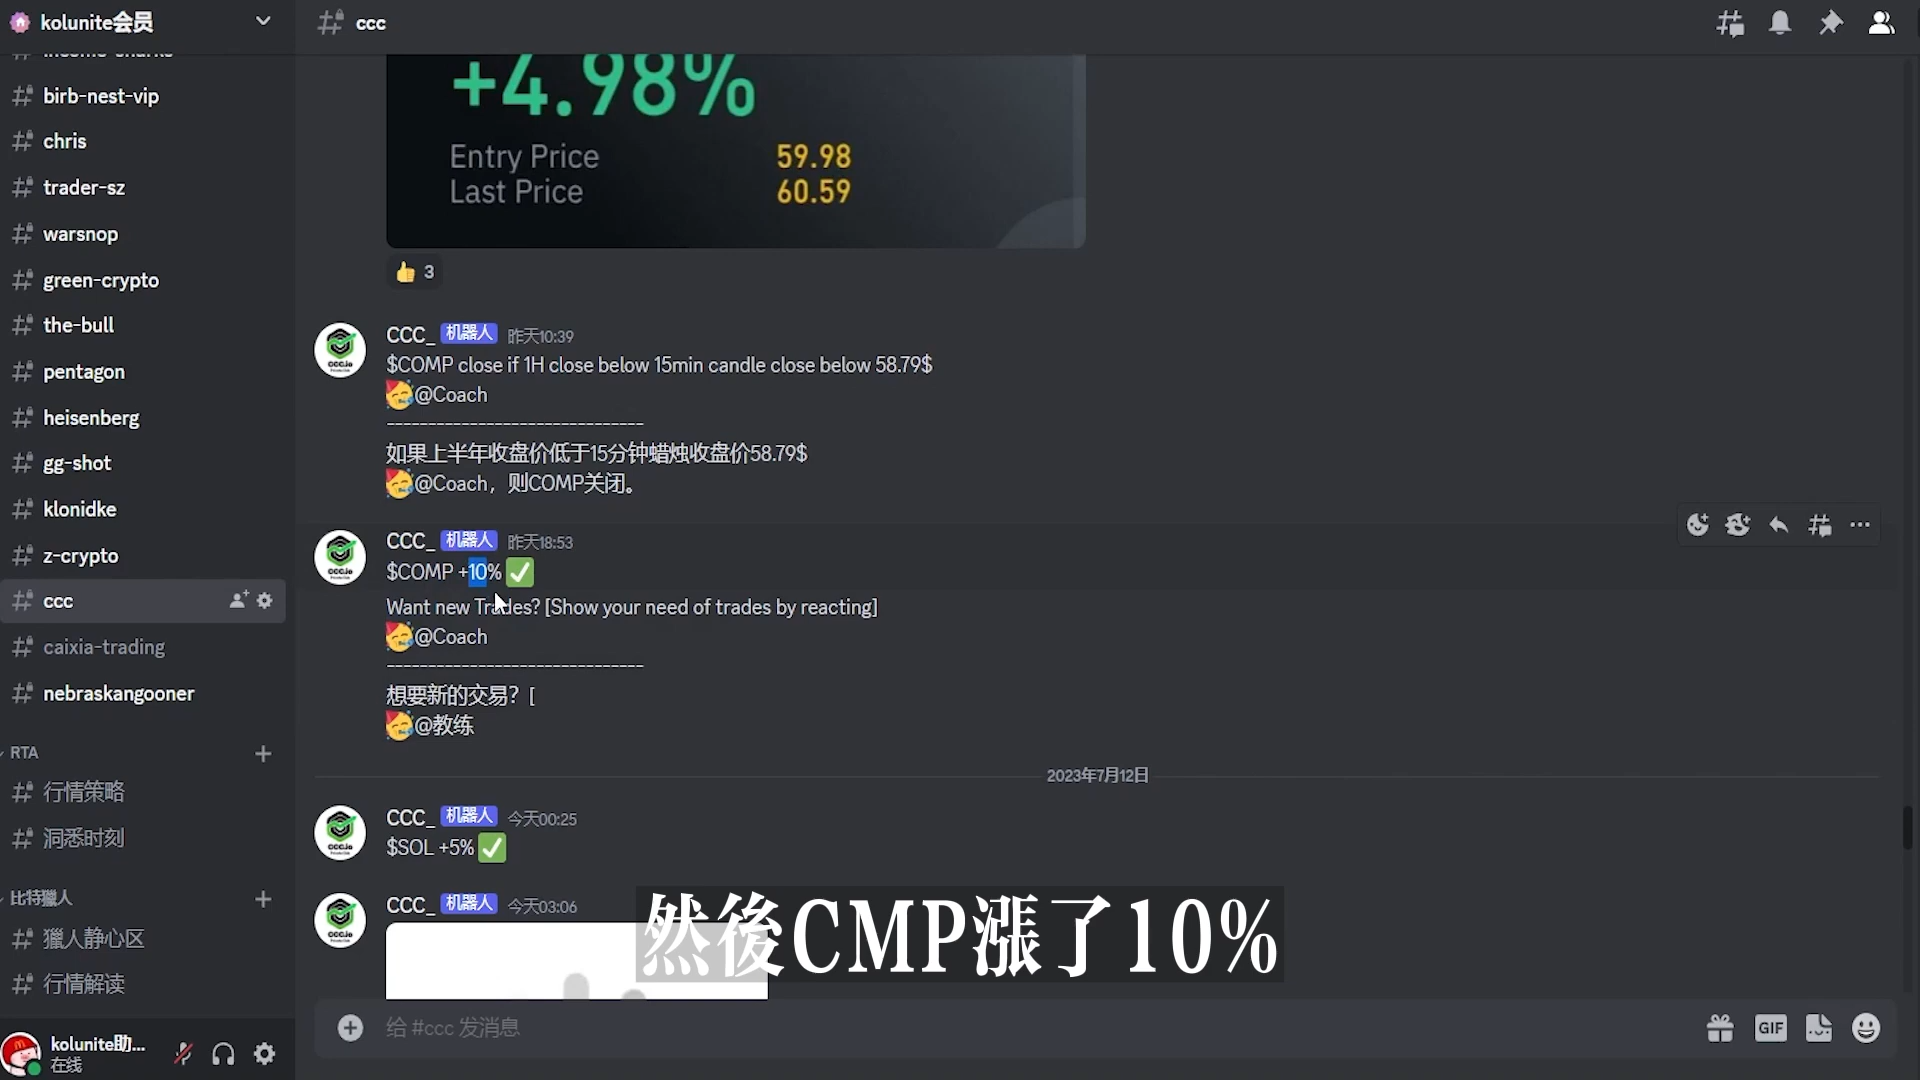 kolunite会员
birb-nest-vip
chris
trader-sz
warsnop
green-crypto
the-bull
pentagon
heisenberg
gg-shot
klonidke
z-crypto
ccc
caixia-trading
nebraskangooner
RTA
行情策略
洞悉时刻
比特獵人
獵人静心区
行情解读
kolunite助...
在线
ccc
+4.98%
Entry Price 59.98
Last Price 60.59
3
CCC_ 机器人 昨天10:39
$COMP close if 1H close below 15min candle close below 58.79$
@Coach
------------------------------
如果上半年收盘价低于15分钟蜡烛收盘价58.79$
@Coach，则COMP关闭。
CCC_ 机器人 昨天18:53
$COMP +10%
Want new Trades? [Show your need of trades by reacting]
@Coach
------------------------------
想要新的交易？[
@教练
2023年7月12日
CCC_ 机器人 今天00:25
$SOL +5%
CCC_ 机器人 今天03:06
然後CMP漲了10%
给 #ccc 发消息
GIF